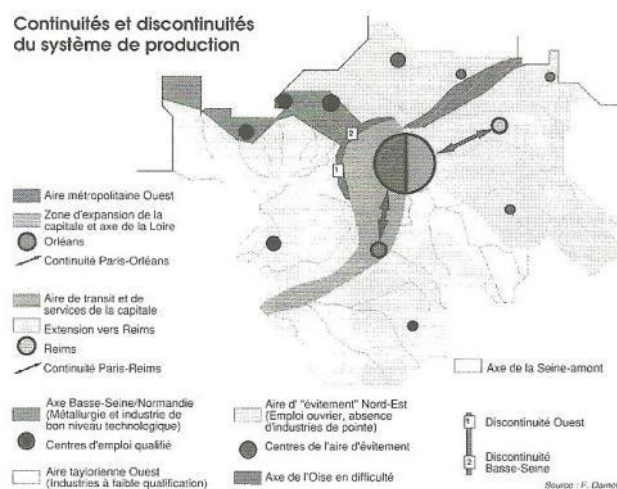 Continuités et discontinuités
du système de production
2
1
Aire métropolitaine Ouest
Zone d'expansion de la
capitale et axe de la Loire
Orléans
Continuité Paris-Orléans
Aire de transit et de
services de la capitale
Extension vers Reims
Reims
Continuité Paris-Reims
Axe Basse-Seine/Normandie
(Métallurgie et industrie de
bon niveau technologique)
Centres d'emploi qualifié
Aire taylorienne Ouest
(Industries à faible qualification)
Aire d' "évitement" Nord-Est
(Emploi ouvrier, absence
d'industries de pointe)
Centres de l'aire d'évitement
Axe de l'Oise en difficulté
Axe de la Seine-amont
1
Discontinuité Ouest
2
Discontinuité
Basse-Seine
Source : F. Damette